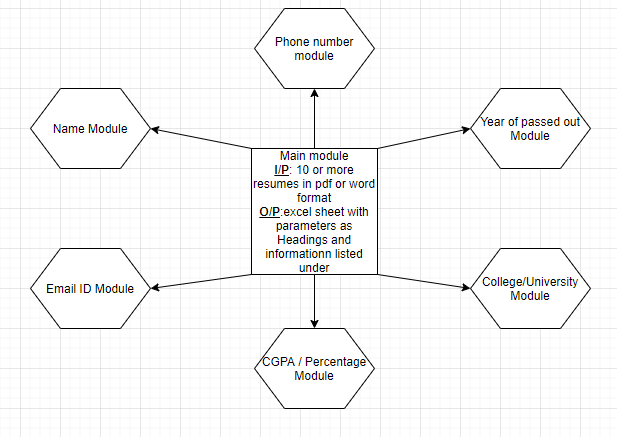 Phone number
module
Name Module
Year of passed out
Module
Main module
I/P: 10 or more
resumes in pdf or word
format
O/P:excel sheet with
parameters as
Headings and
informationn listed
under
Email ID Module
College/University
Module
CGPA / Percentage
Module